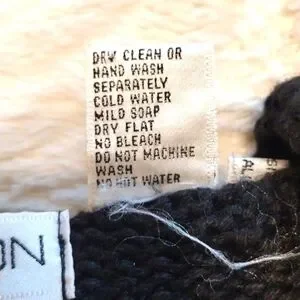 DRY CLEAN OR
HAND WASH
SEPARATELY
COLD WATER
MILD SOAP
DRY FLAT
NO BLEACH
DO NOT MACHINE
WASH
NO HOT WATER
ON